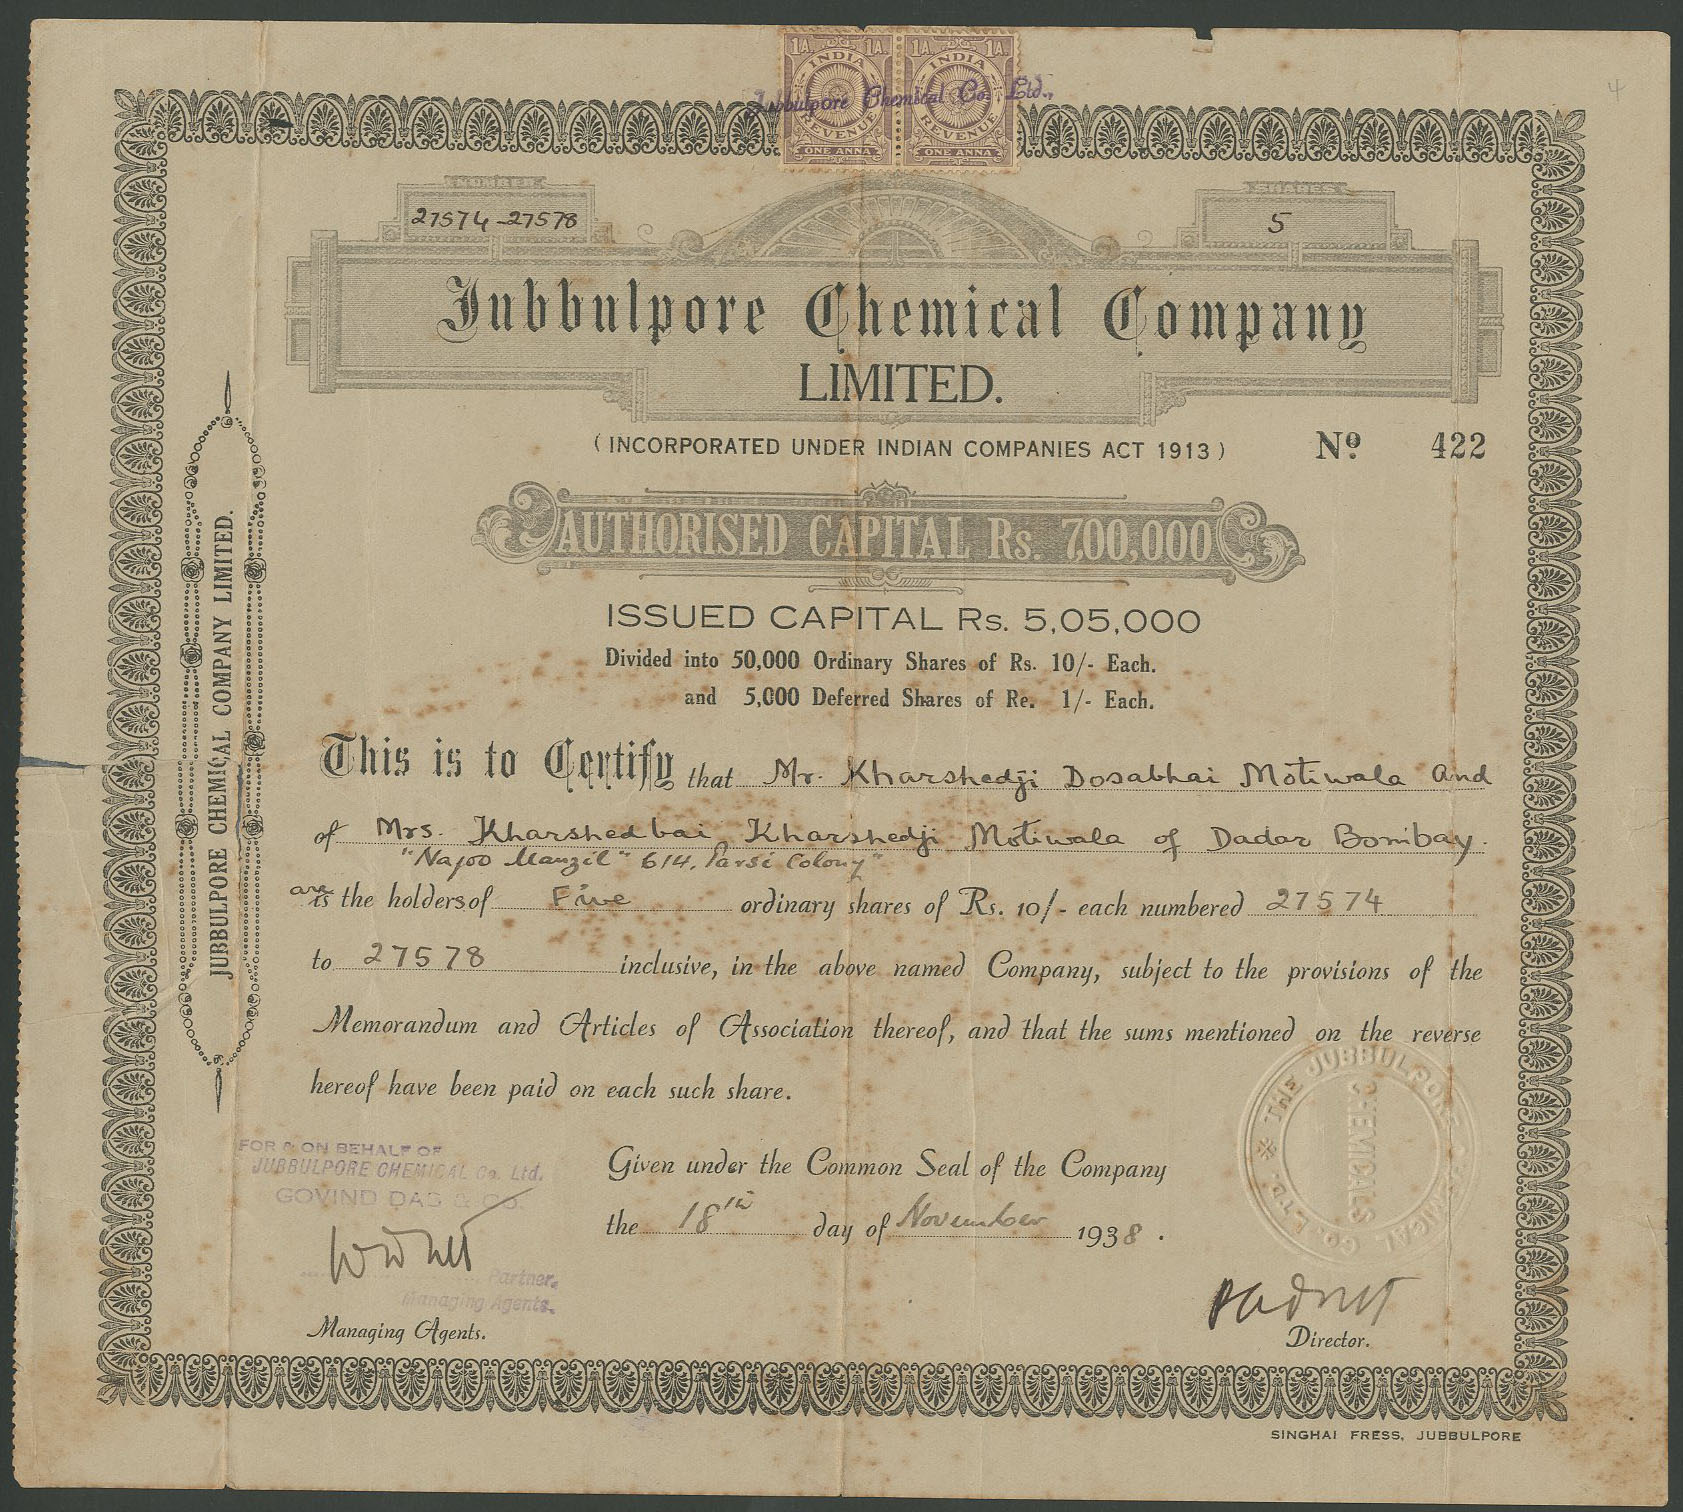 1A. 1A. 1A. 1A.
INDIA INDIA
Jubbulpore Chemical Co. Ltd.,
REVENUE REVENUE
ONE ANNA ONE ANNA
4
NUMBER SHARES
27574-27578 5
Jubbulpore Chemical Company
LIMITED.
(INCORPORATED UNDER INDIAN COMPANIES ACT 1913) Nº 422
AUTHORISED CAPITAL Rs. 700,000
ISSUED CAPITAL Rs. 5,05,000
Divided into 50,000 Ordinary Shares of Rs. 10/- Each.
and 5,000 Deferred Shares of Re. 1/- Each.
JUBBULPORE CHEMICAL COMPANY LIMITED.
This is to Certify that Mr. Kharshedji Dosabhai Motiwala And
of Mrs. Kharshedbai Kharshedji Motiwala of Dadar Bombay.
"Najoo Manzil" 614, Parsi Colony"
are
is the holders of Five ordinary shares of Rs. 10/- each numbered 27574
to 27578 inclusive, in the above named Company, subject to the provisions of the
Memorandum and Articles of Association thereof, and that the sums mentioned on the reverse
hereof have been paid on each such share.
THE JUBBULPORE CHEMICAL CO. LTD.
CHEMICALS
FOR & ON BEHALF OF
JUBBULPORE CHEMICAL Co. Ltd.
GOVIND DAS & CO.
Given under the Common Seal of the Company
the 18th day of November 1938.
Partner.
Managing Agents.
Managing Agents. Director.
SINGHAI PRESS, JUBBULPORE